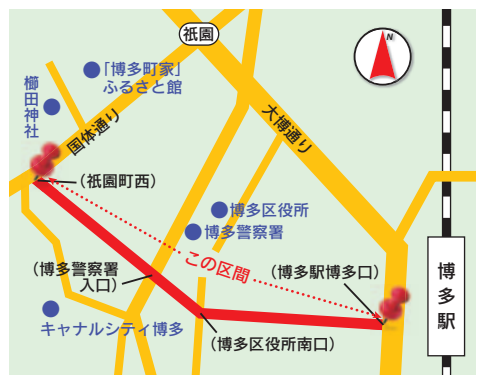 祇園
N
「博多町家」
ふるさと館
櫛田神社
国体通り
大博通り
(祇園町西)
博多区役所
博多警察署
この区間
(博多警察署
入口)
(博多駅博多口)
博多駅
キャナルシティ博多
(博多区役所南口)